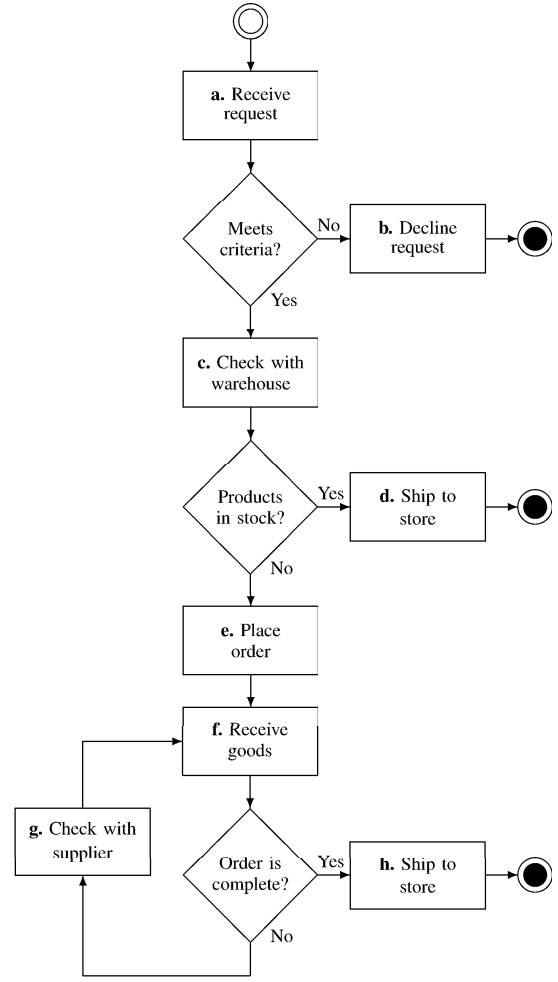 a. Receive
request
Meets
criteria?
No
b. Decline
request
Yes
c. Check with
warehouse
Products
in stock?
Yes
d. Ship to
store
No
e. Place
order
f. Receive
goods
g. Check with
supplier
Order is
complete?
Yes
h. Ship to
store
No